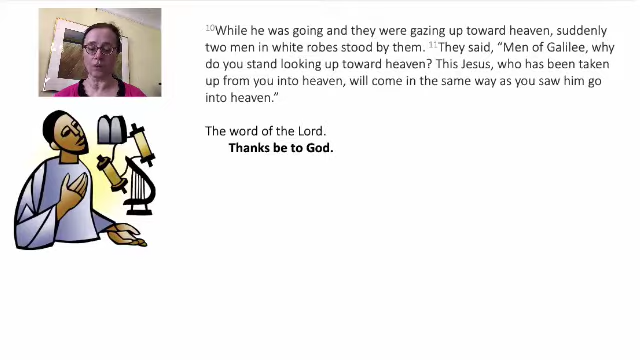 10While he was going and they were gazing up toward heaven, suddenly
two men in white robes stood by them. 11They said, “Men of Galilee, why
do you stand looking up toward heaven? This Jesus, who has been taken
up from you into heaven, will come in the same way as you saw him go
into heaven.”
The word of the Lord.
Thanks be to God.